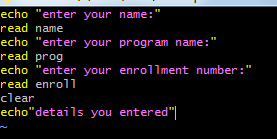 echo "enter your name:"
read name
echo "enter your program name:"
read prog
echo "enter your enrollment number:"
read enroll
clear
echo"details you entered"
~